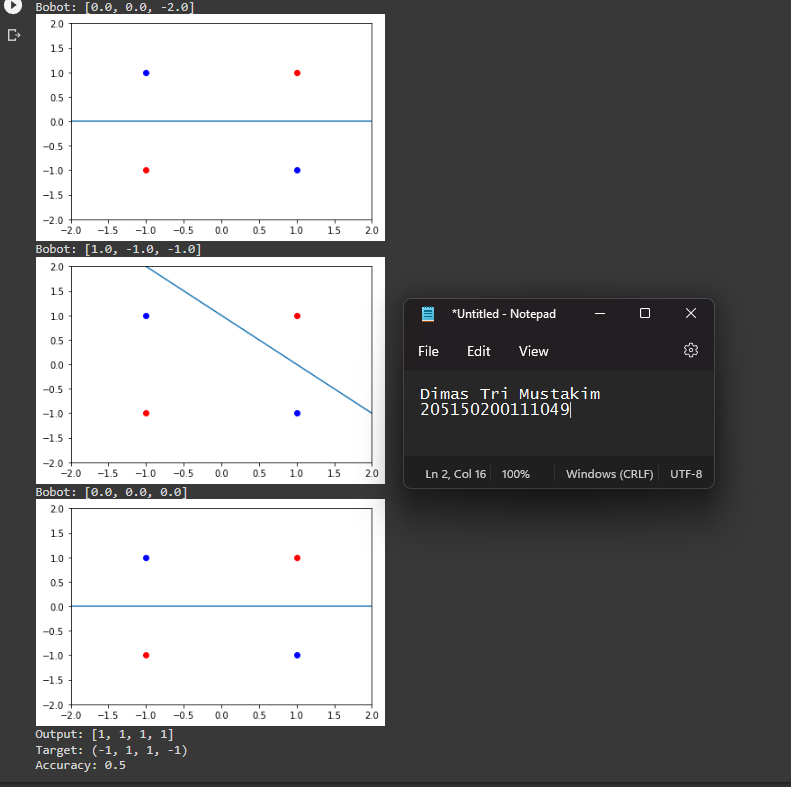 Bobot: [0.0, 0.0, -2.0]
2.0
1.5
1.0
0.5
0.0
−0.5
−1.0
−1.5
−2.0
−2.0 −1.5 −1.0 −0.5 0.0 0.5 1.0 1.5 2.0
Bobot: [1.0, -1.0, -1.0]
2.0
1.5
1.0
0.5
0.0
−0.5
−1.0
−1.5
−2.0
−2.0 −1.5 −1.0 −0.5 0.0 0.5 1.0 1.5 2.0
*Untitled - Notepad
File Edit View
Dimas Tri Mustakim
205150200111049
Ln 2, Col 16 100% Windows (CRLF) UTF-8
Bobot: [0.0, 0.0, 0.0]
2.0
1.5
1.0
0.5
0.0
−0.5
−1.0
−1.5
−2.0
−2.0 −1.5 −1.0 −0.5 0.0 0.5 1.0 1.5 2.0
Output: [1, 1, 1, 1]
Target: (-1, 1, 1, -1)
Accuracy: 0.5